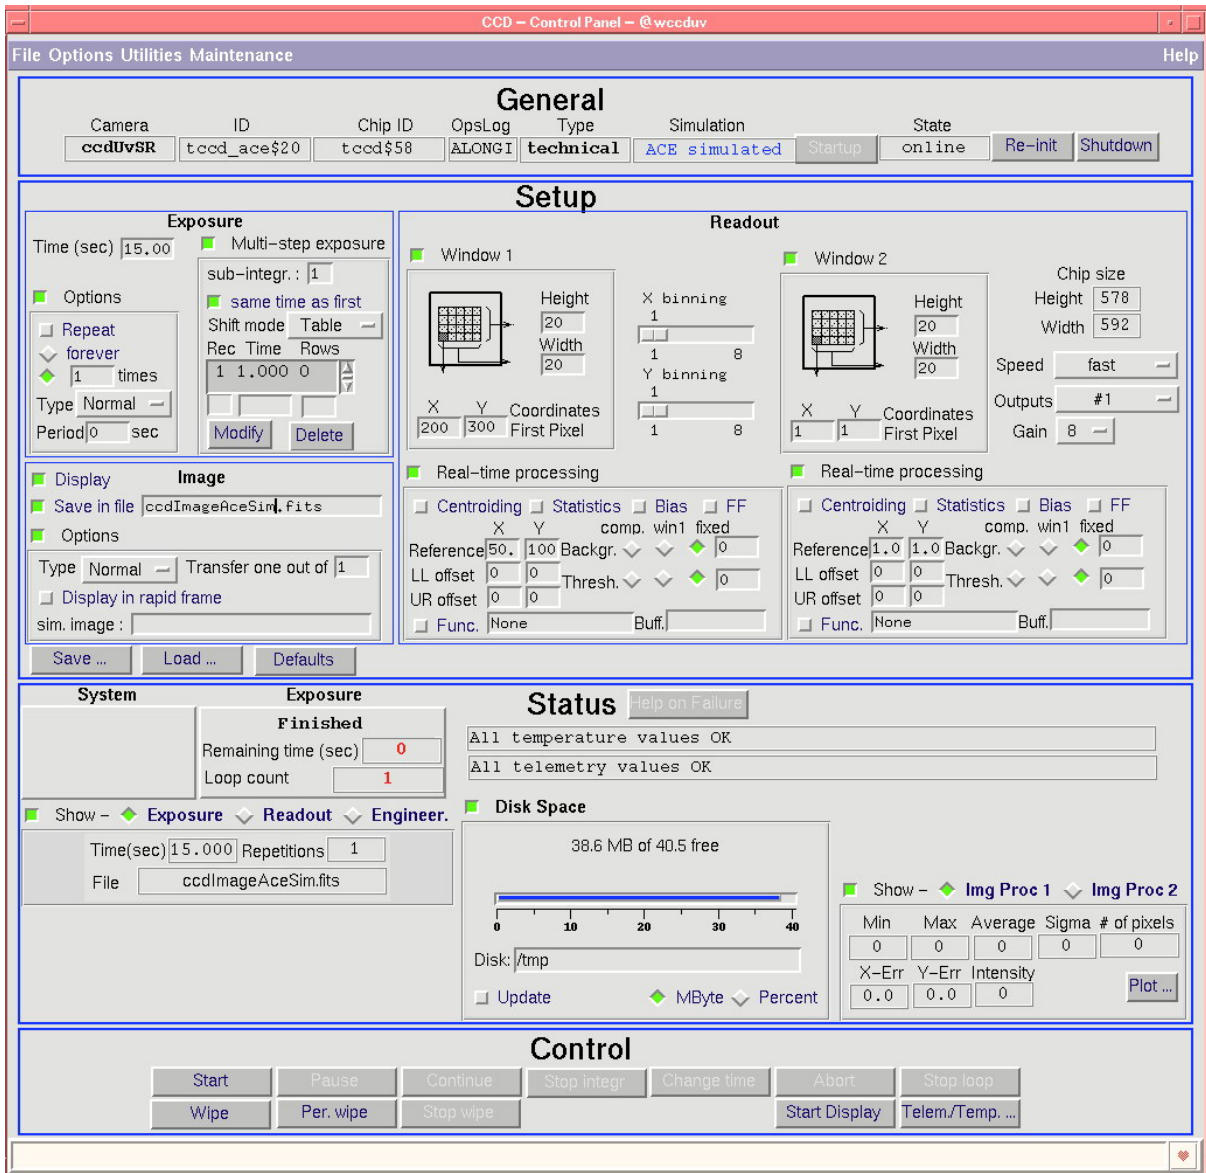 CCD – Control Panel – @wccduv
File Options Utilities Maintenance Help
General
Camera ID Chip ID OpsLog Type Simulation State
ccdUvSR tccd_ace$20 tccd$58 ALONGI technical ACE simulated Startup online Re–init Shutdown
Setup
Exposure
Time (sec) 15.00
Multi–step exposure
sub–integr. : 1
same time as first
Shift mode Table
Rec Time Rows
1 1.000 0
Modify Delete
Options
Repeat
forever
1 times
Type Normal
Period 0 sec
Readout
Window 1
Height
20
Width
20
X Y Coordinates
200 300 First Pixel
X binning
1
1 8
Y binning
1
1 8
Window 2
Height
20
Width
20
X Y Coordinates
1 1 First Pixel
Chip size
Height 578
Width 592
Speed fast
Outputs #1
Gain 8
Display Image
Save in file ccdImageAceSim.fits
Options
Type Normal Transfer one out of 1
Display in rapid frame
sim. image :
Real–time processing
Centroiding Statistics Bias FF
X Y comp. win1 fixed
Reference 50. 100 Backgr. 0
LL offset 0 0 Thresh. 0
UR offset 0 0
Func. None Buff.
Real–time processing
Centroiding Statistics Bias FF
X Y comp. win1 fixed
Reference 1.0 1.0 Backgr. 0
LL offset 0 0 Thresh. 0
UR offset 0 0
Func. None Buff.
Save ... Load ... Defaults
System Exposure
Finished
Remaining time (sec) 0
Loop count 1
Status Help on Failure
All temperature values OK
All telemetry values OK
Show – Exposure Readout Engineer.
Time(sec) 15.000 Repetitions 1
File ccdImageAceSim.fits
Disk Space
38.6 MB of 40.5 free
0 10 20 30 40
Disk: /tmp
Update MByte Percent
Show – Img Proc 1 Img Proc 2
Min Max Average Sigma # of pixels
0 0 0 0 0
X–Err Y–Err Intensity
0.0 0.0 0 Plot ...
Control
Start Pause Continue Stop integr Change time Abort Stop loop
Wipe Per. wipe Stop wipe Start Display Telem./Temp. ...